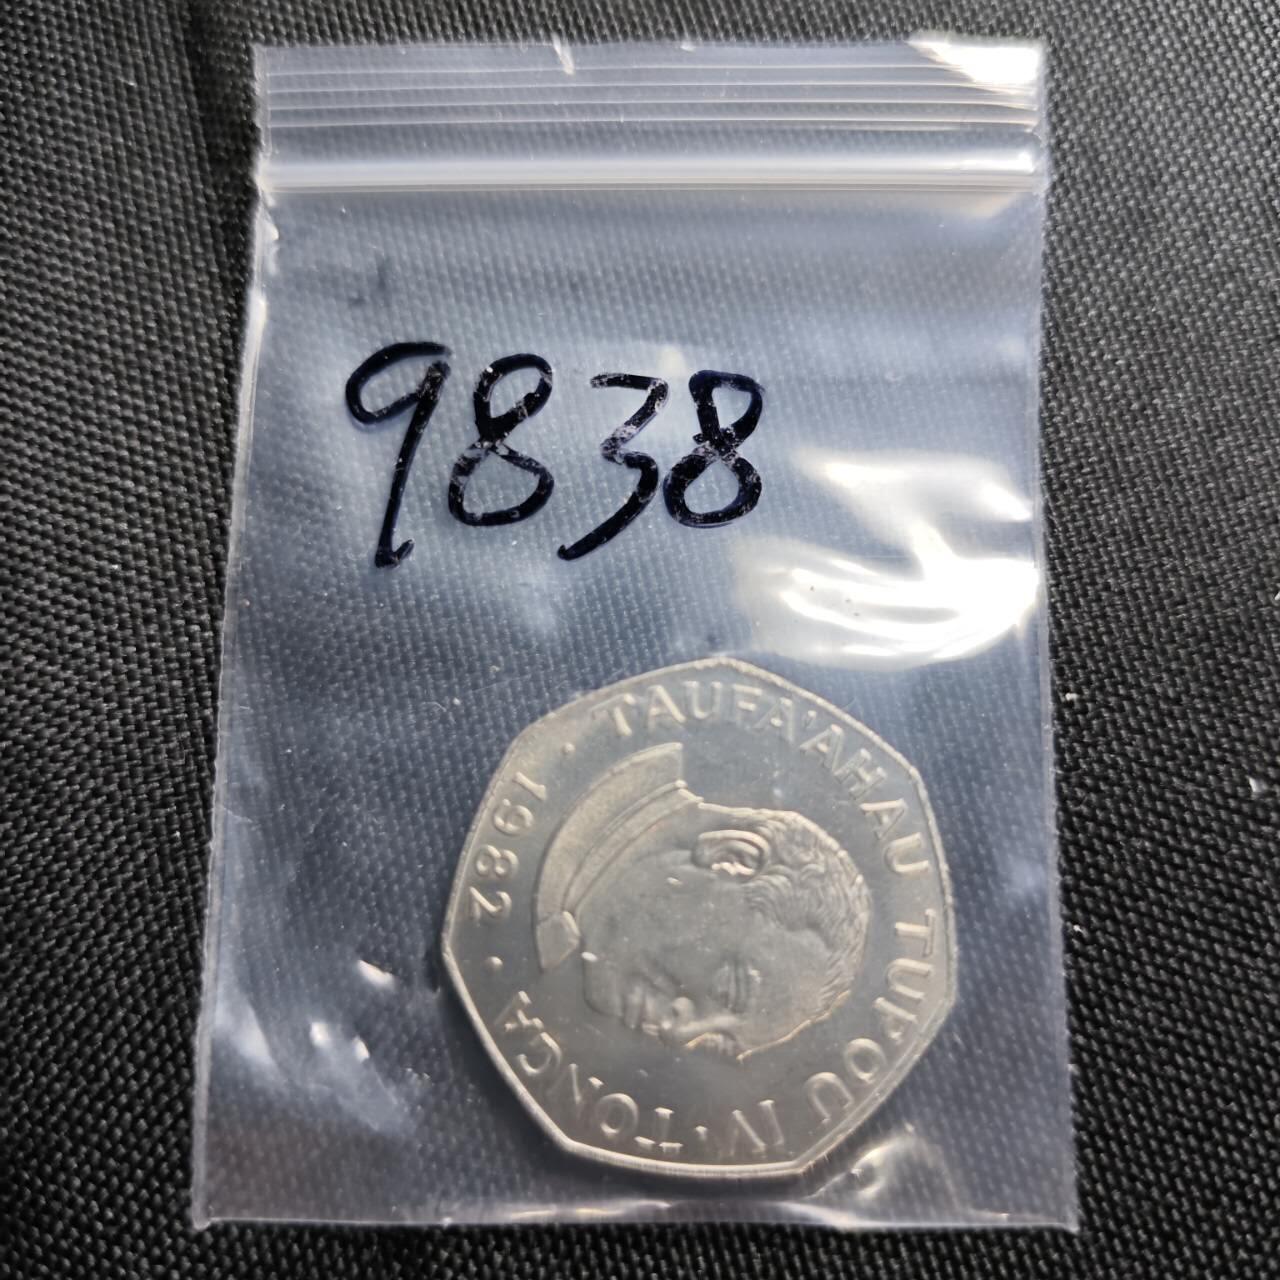 9838
TAUFA'AHAU TUPOU IV · TONGA · 1982 ·